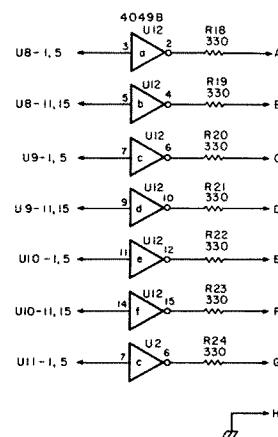 4049B
U12
R18
330
U8-1, 5
3
a
2
A
U12
R19
330
U8-11, 15
5
b
4
U12
R20
330
U9-1, 5
7
c
6
U12
R21
330
U9-11, 15
9
d
10
U12
R22
330
U10-1, 5
11
e
12
U12
R23
330
U10-11, 15
14
f
15
U2
R24
330
U11-1, 5
7
c
6
G
H